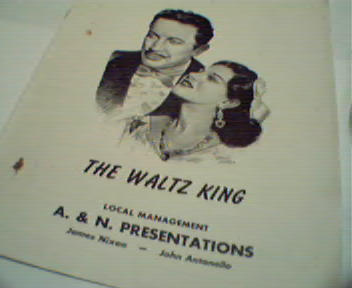 THE WALTZ KING
LOCAL MANAGEMENT
A. & N. PRESENTATIONS
James Nixon — John Antonello